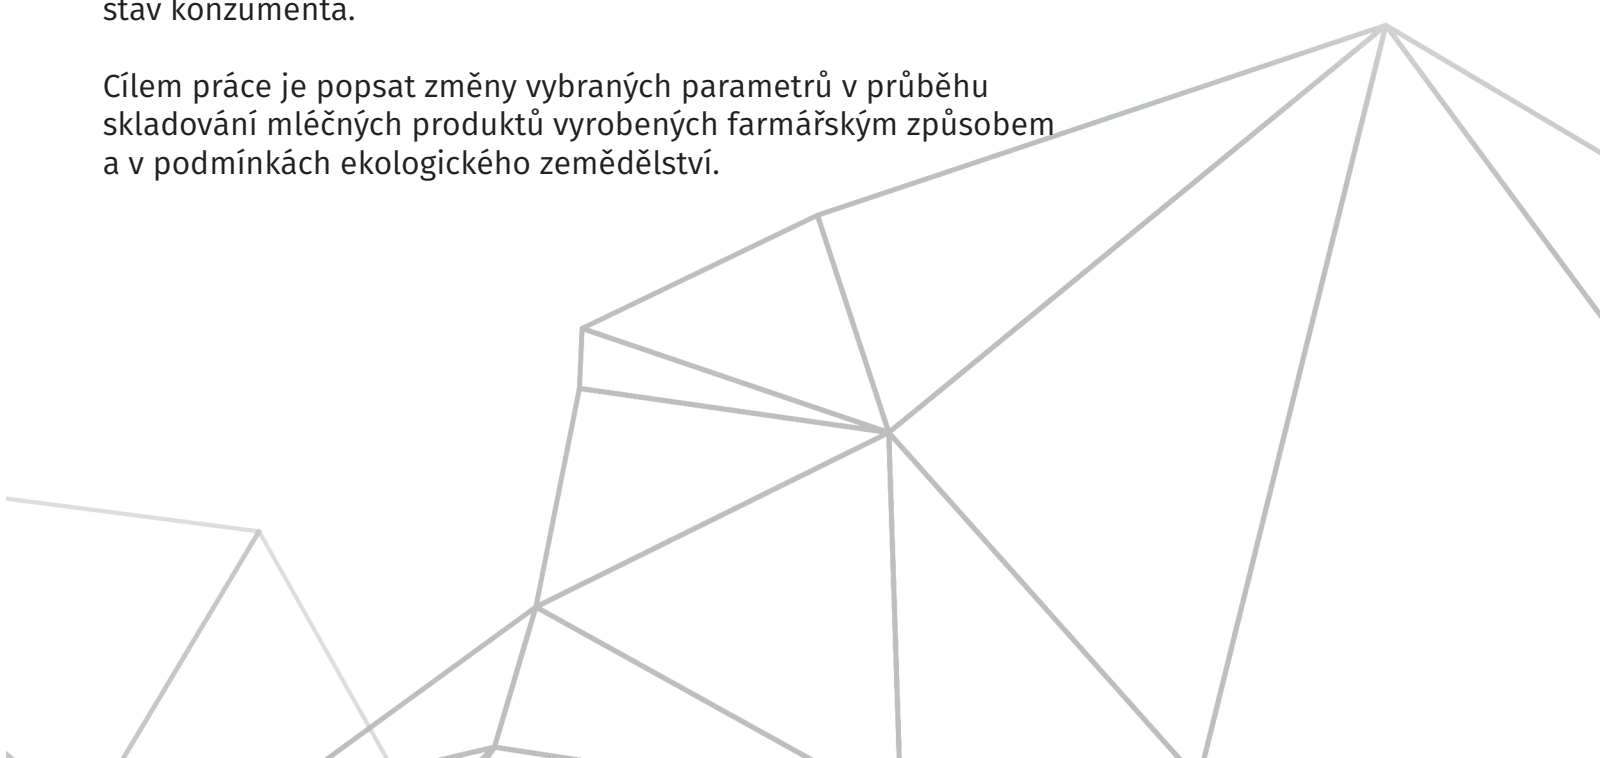 stav konzumenta.
Cílem práce je popsat změny vybraných parametrů v průběhu
skladování mléčných produktů vyrobených farmářským způsobem
a v podmínkách ekologického zemědělství.